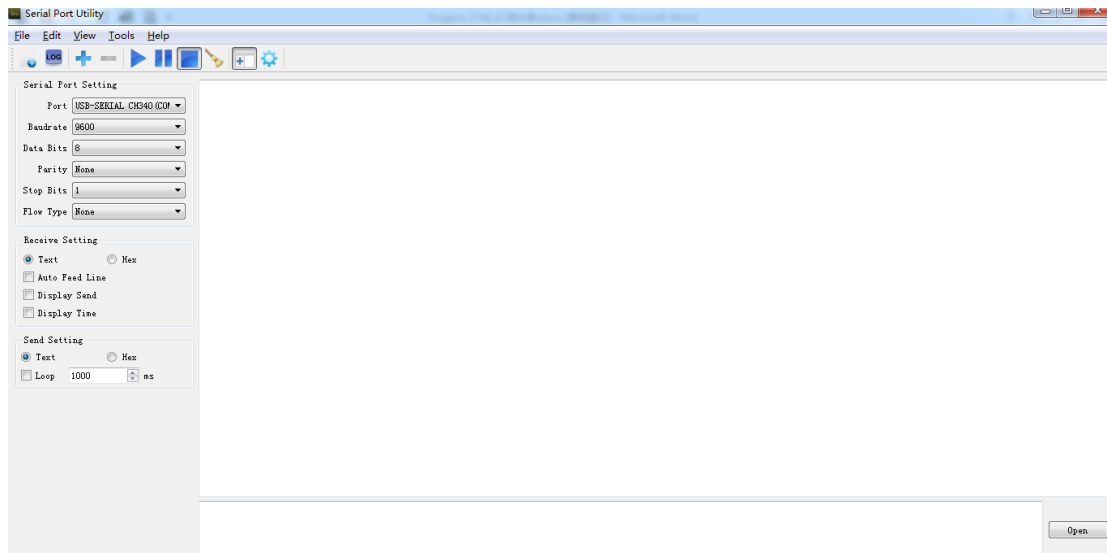 Serial Port Utility
File Edit View Tools Help
LOG
Serial Port Setting
Port USB-SERIAL CH340 (CO
Baudrate 9600
Data Bits 8
Parity None
Stop Bits 1
Flow Type None
Receive Setting
Text Hex
Auto Feed Line
Display Send
Display Time
Send Setting
Text Hex
Loop 1000 ms
Open